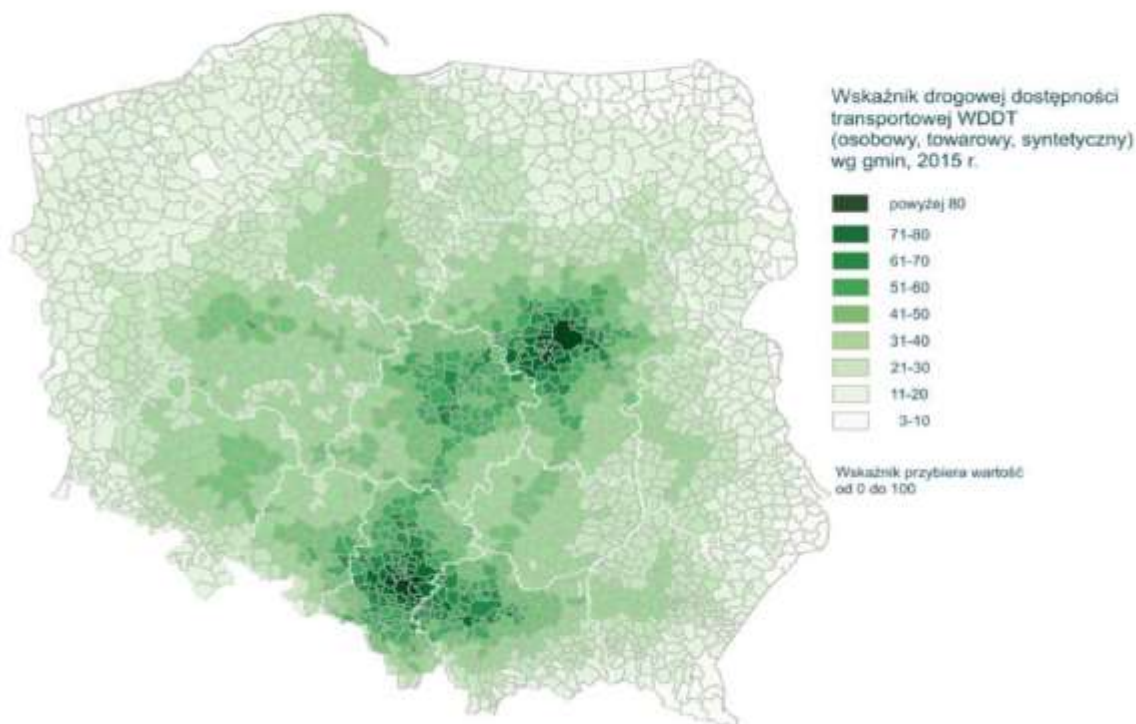 Wskaźnik drogowej dostępności
transportowej WDDT
(osobowy, towarowy, syntetyczny)
wg gmin, 2015 r.
powyżej 80
71-80
61-70
51-60
41-50
31-40
21-30
11-20
3-10
Wskaźnik przybiera wartość
od 0 do 100